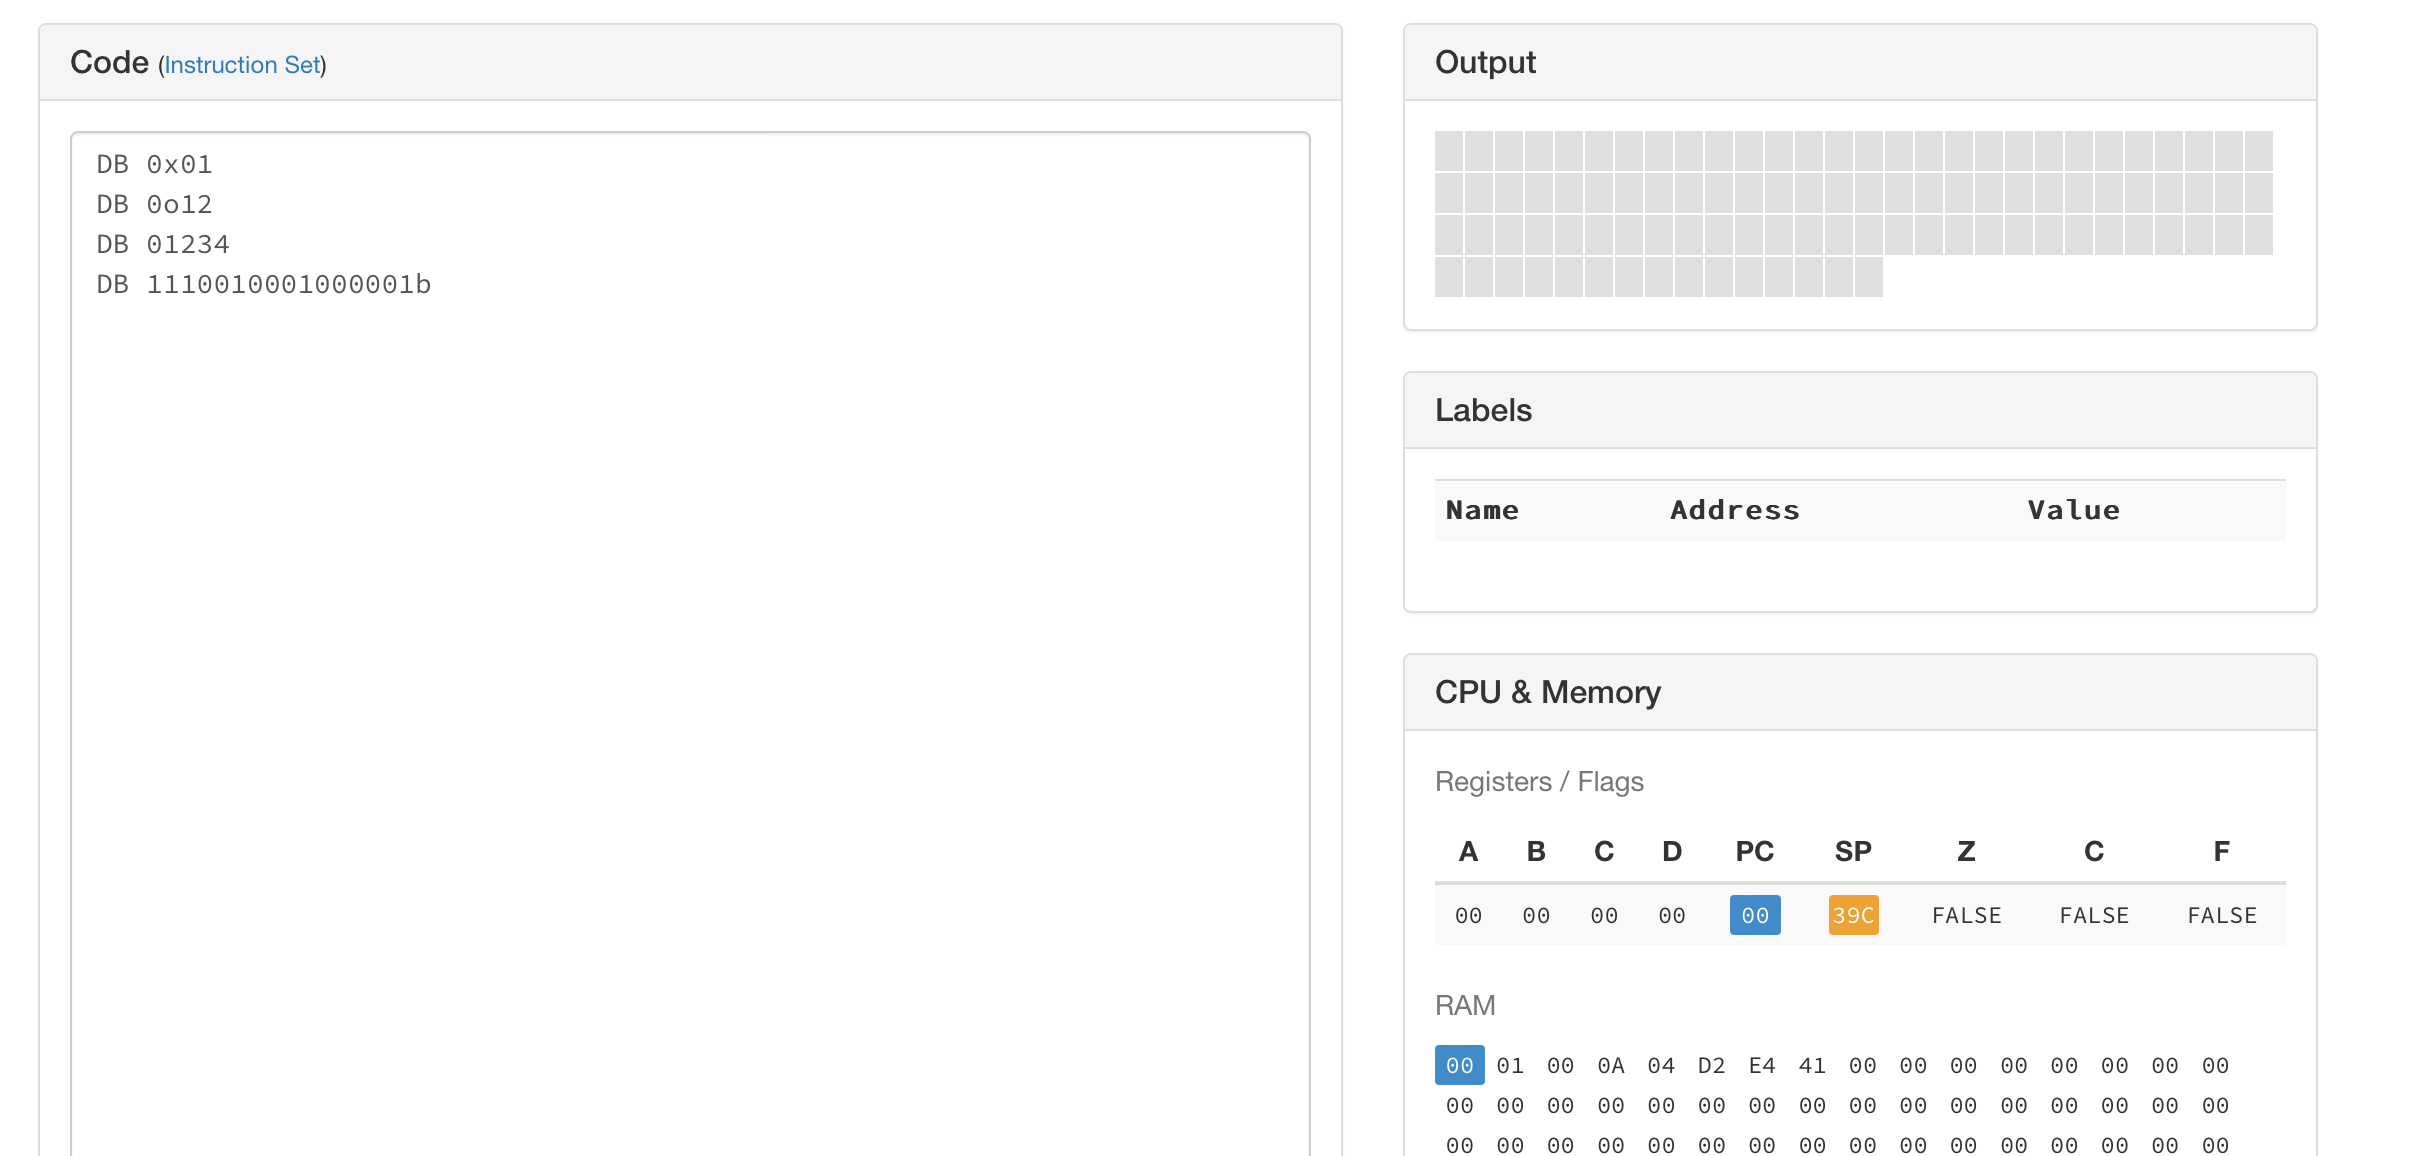 Code (Instruction Set)
DB 0x01
DB 0o12
DB 01234
DB 1110010001000001b
Output
Labels
Name Address Value
CPU & Memory
Registers / Flags
A B C D PC SP Z C F
00 00 00 00 00 39C FALSE FALSE FALSE
RAM
00 01 00 0A 04 D2 E4 41 00 00 00 00 00 00 00 00
00 00 00 00 00 00 00 00 00 00 00 00 00 00 00 00
00 00 00 00 00 00 00 00 00 00 00 00 00 00 00 00